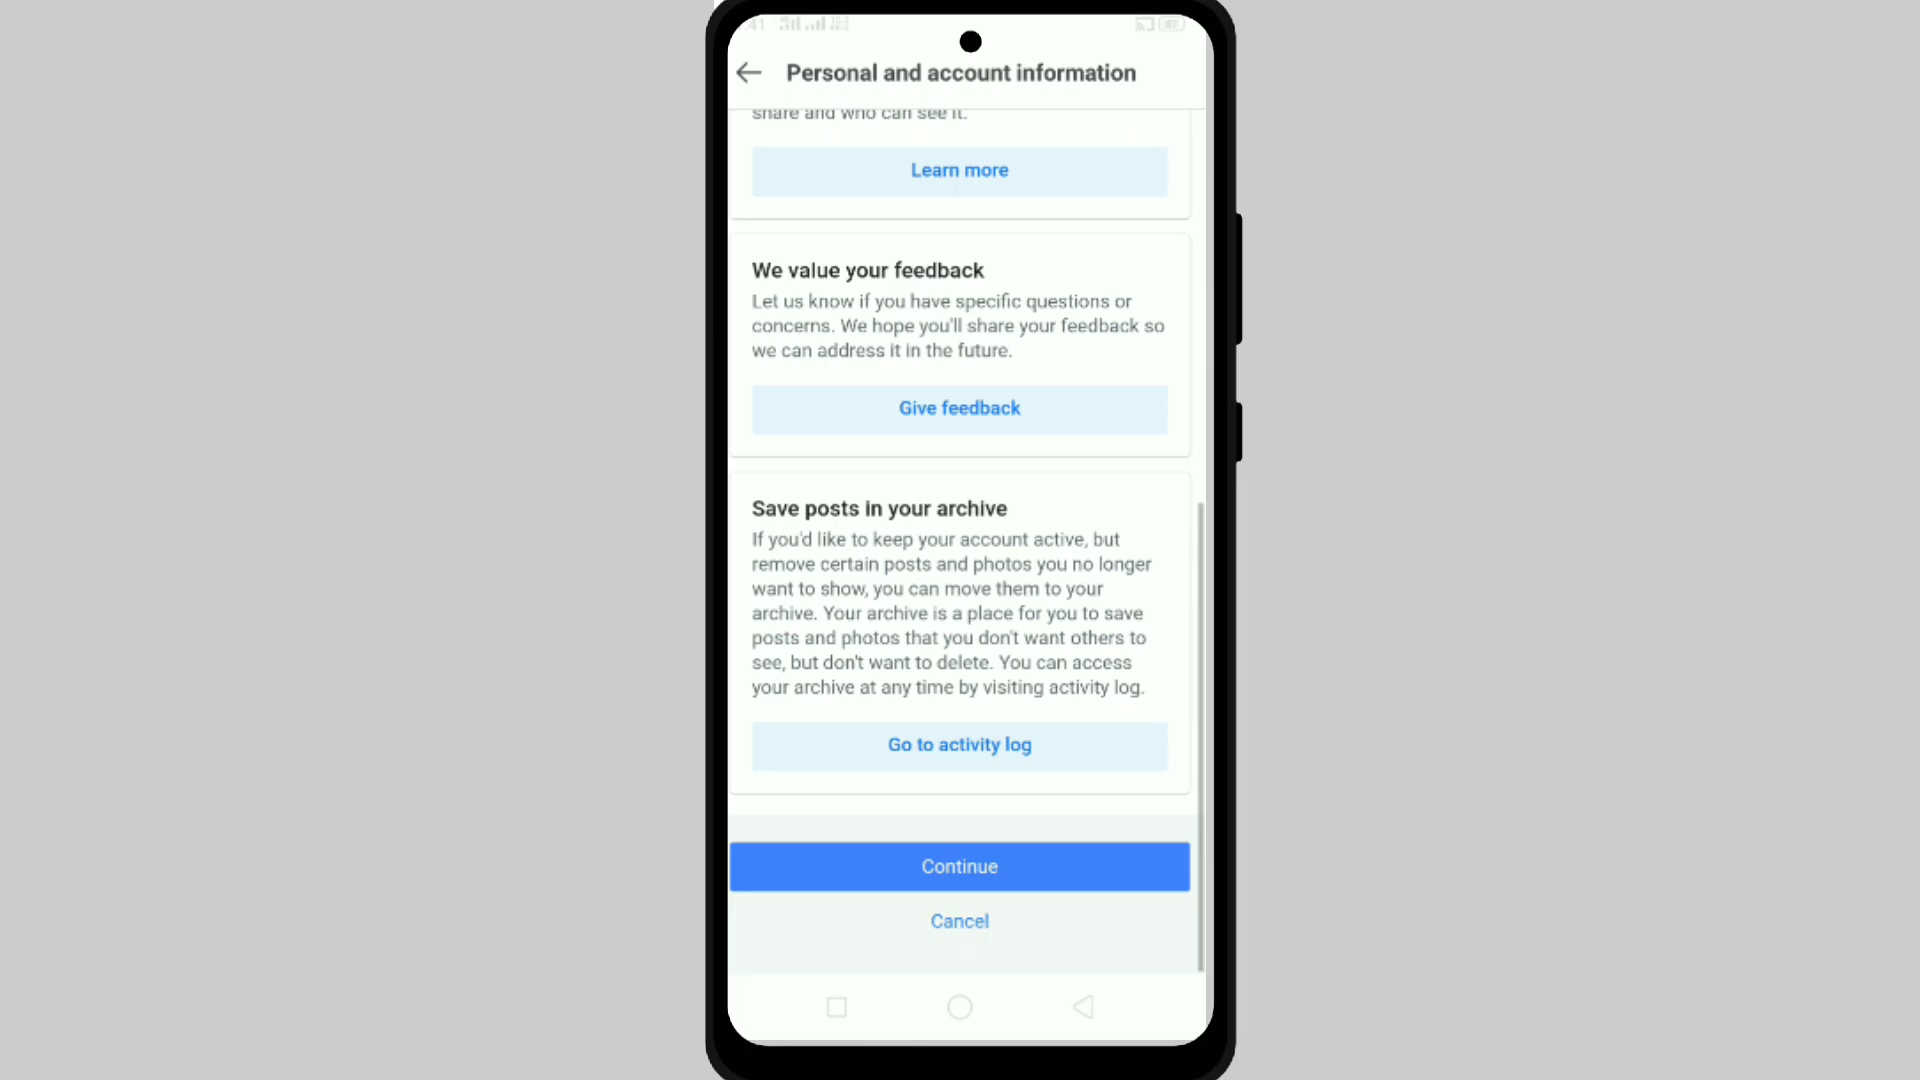 Personal and account information
share and who can see it.
Learn more
We value your feedback
Let us know if you have specific questions or
concerns. We hope you'll share your feedback so
we can address it in the future.
Give feedback
Save posts in your archive
If you'd like to keep your account active, but
remove certain posts and photos you no longer
want to show, you can move them to your
archive. Your archive is a place for you to save
posts and photos that you don't want others to
see, but don't want to delete. You can access
your archive at any time by visiting activity log.
Go to activity log
Continue
Cancel